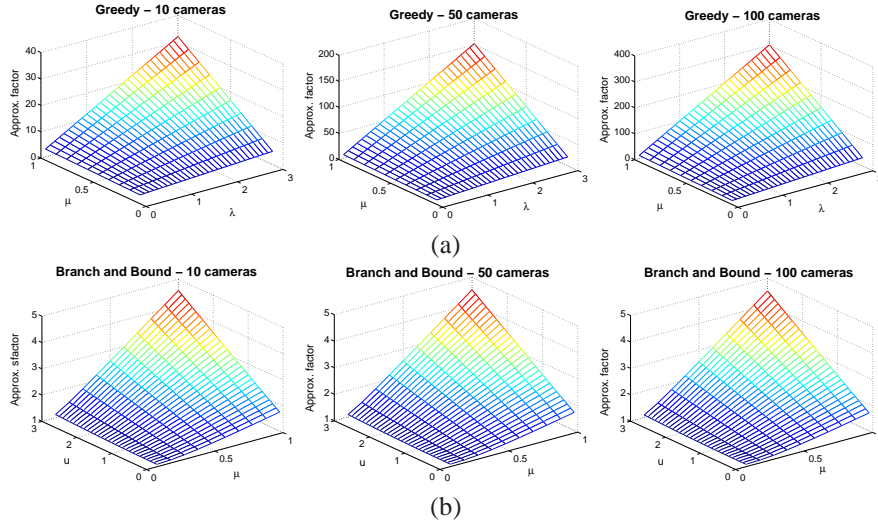 Greedy – 10 cameras
Greedy – 50 cameras
Greedy – 100 cameras
Approx. factor
40
30
20
10
0
1
0.5
0
μ
0
1
2
3
λ
Approx. factor
200
150
100
50
0
1
0.5
0
μ
0
1
2
3
λ
Approx. factor
400
300
200
100
0
1
0.5
0
μ
0
1
2
3
λ
(a)
Branch and Bound – 10 cameras
Branch and Bound – 50 cameras
Branch and Bound – 100 cameras
Approx. sfactor
5
4
3
2
1
3
2
1
0
u
0
0.5
1
μ
Approx. factor
5
4
3
2
1
3
2
1
0
u
0
0.5
1
μ
Approx. factor
5
4
3
2
1
3
2
1
0
u
0
0.5
1
μ
(b)